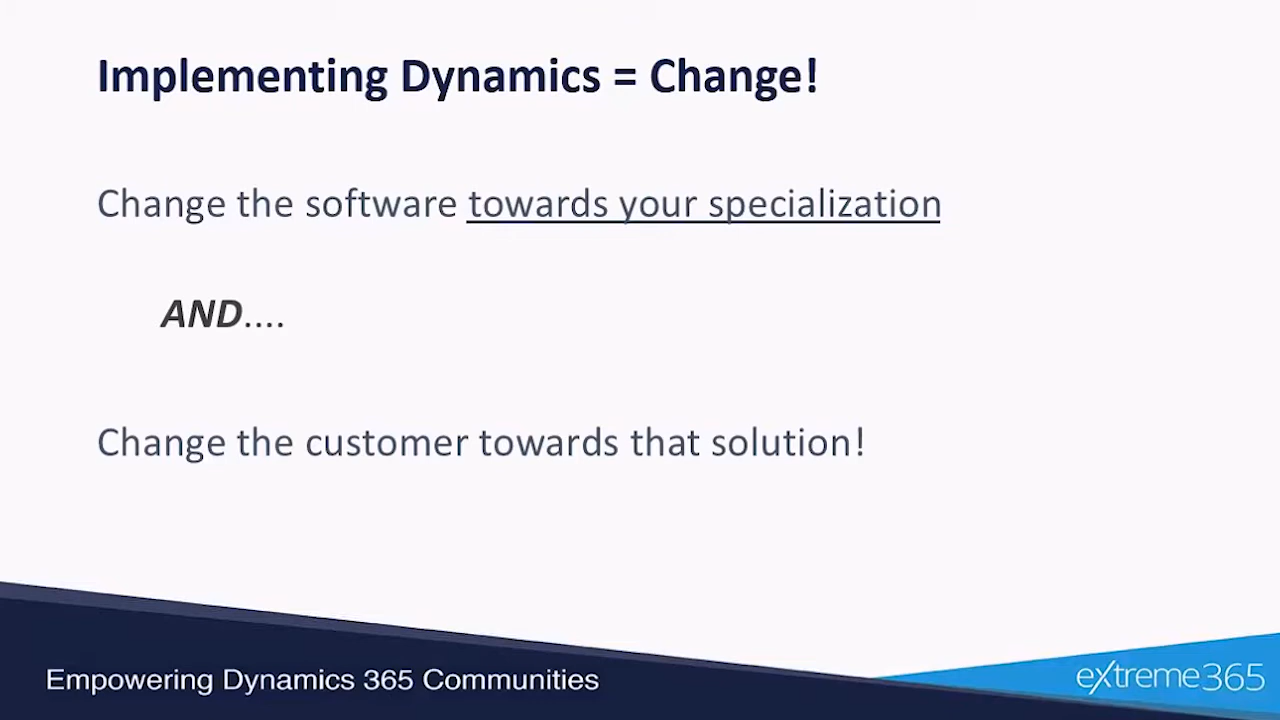 Implementing Dynamics = Change!
Change the software towards your specialization
AND....
Change the customer towards that solution!
Empowering Dynamics 365 Communities
eXtreme365